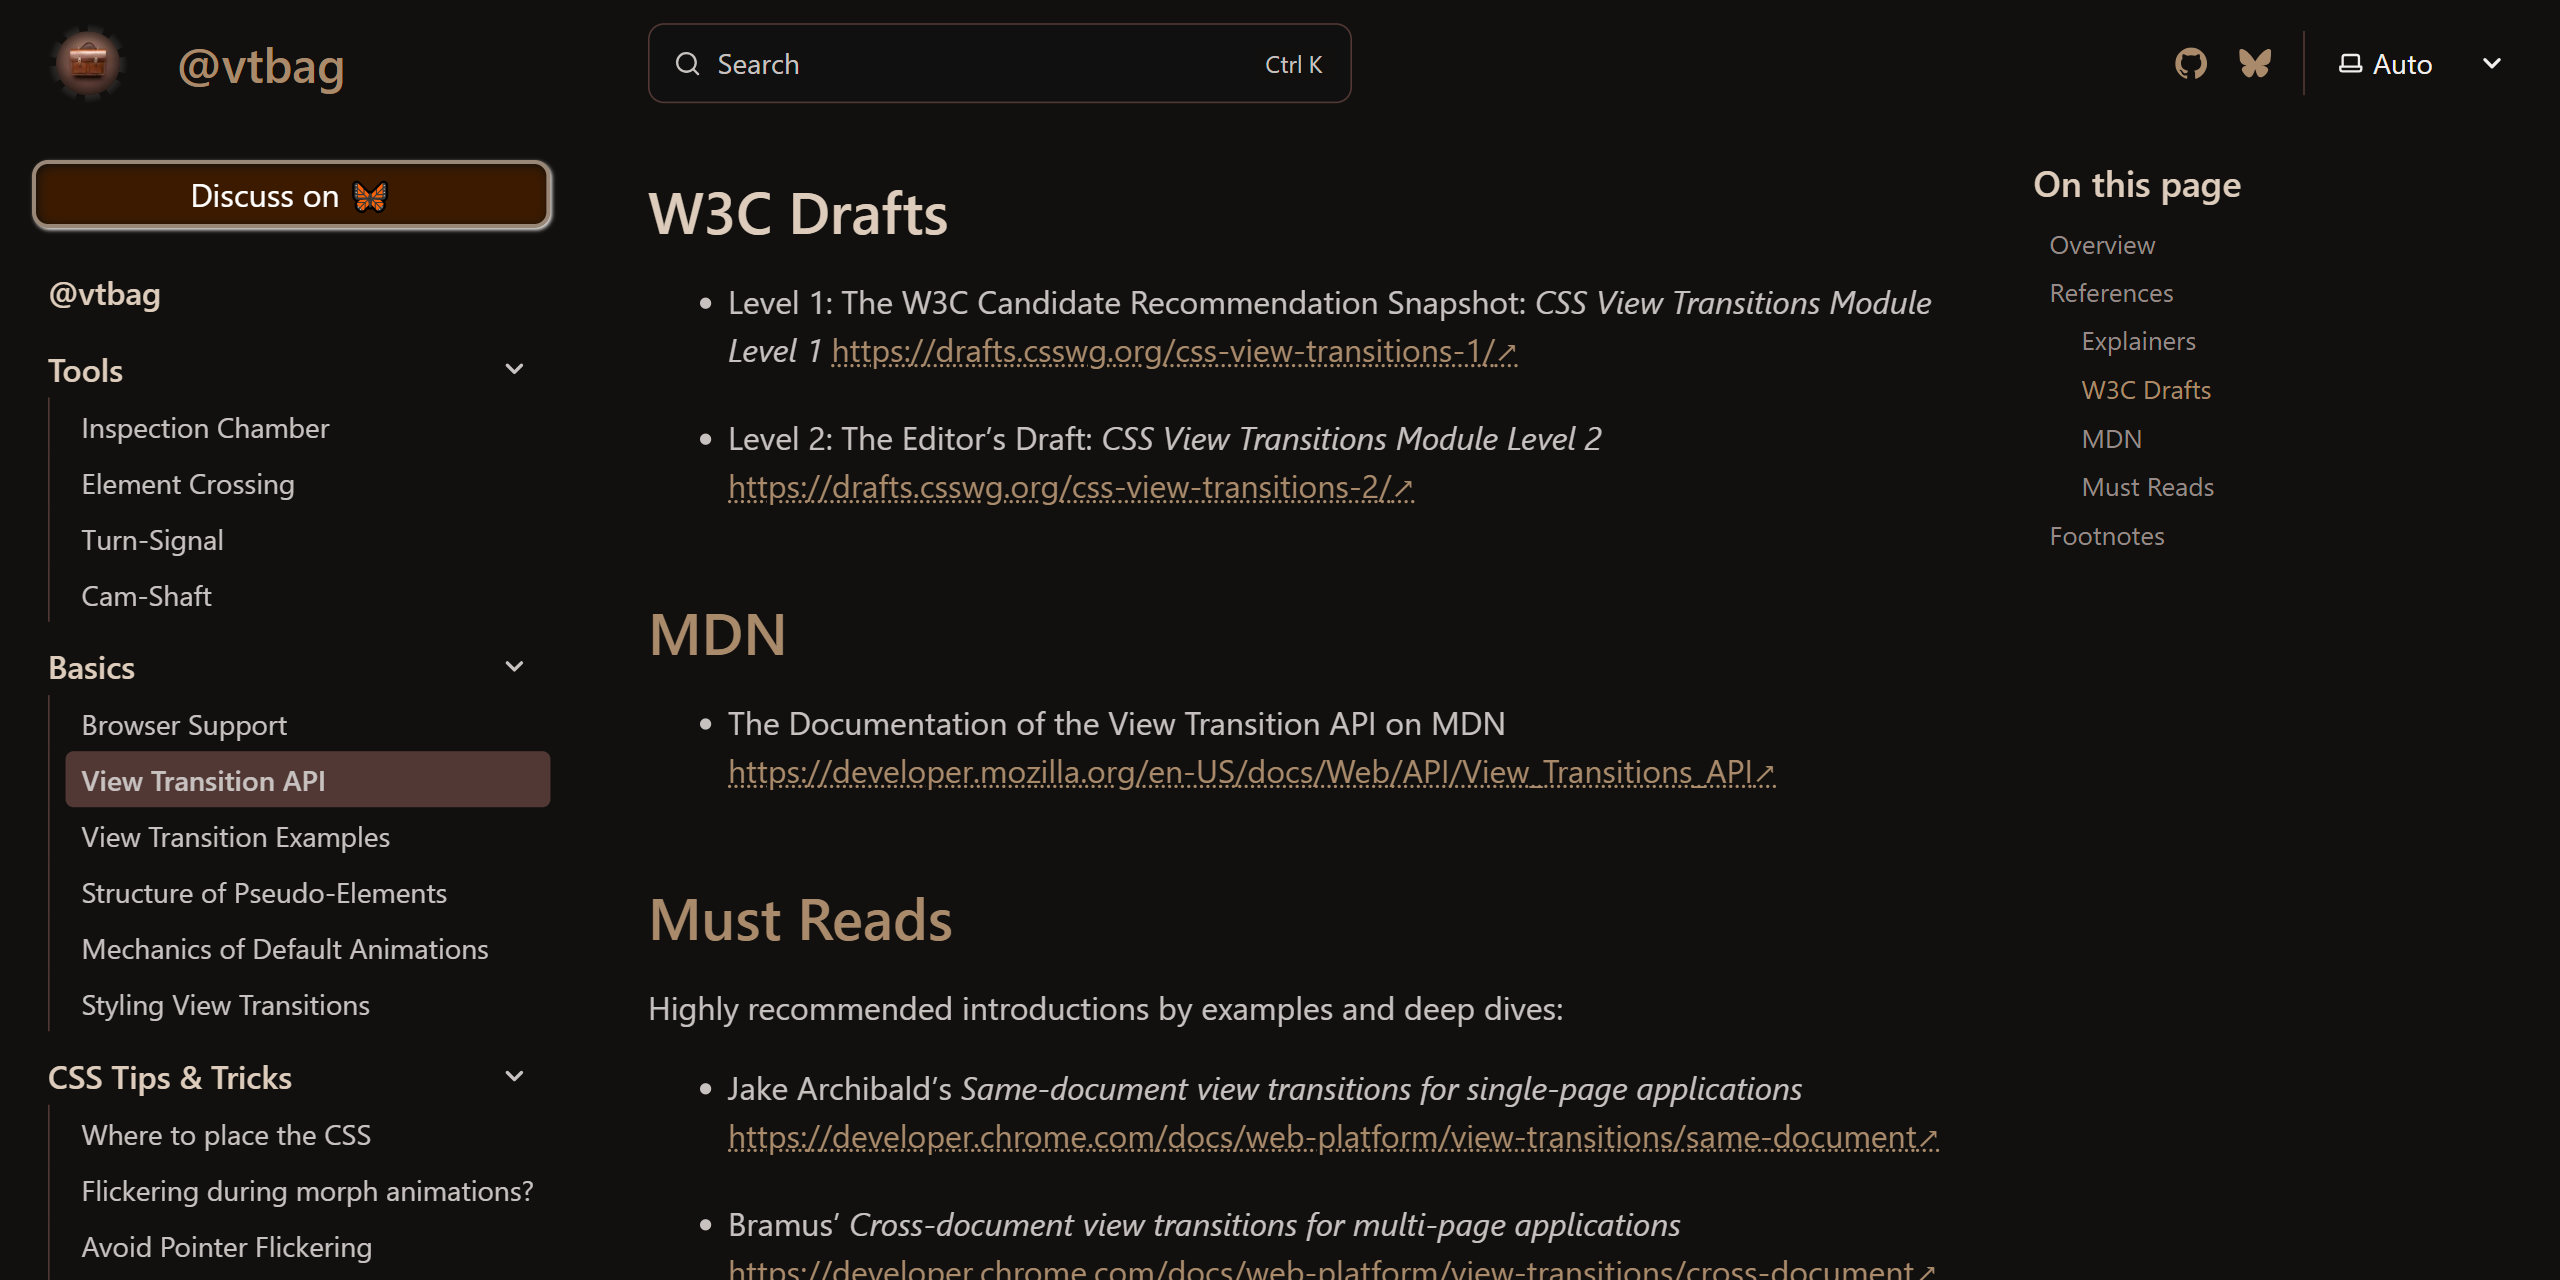 @vtbag
Search
Ctrl K
Auto
Discuss on
@vtbag
Tools
Inspection Chamber
Element Crossing
Turn-Signal
Cam-Shaft
Basics
Browser Support
View Transition API
View Transition Examples
Structure of Pseudo-Elements
Mechanics of Default Animations
Styling View Transitions
CSS Tips & Tricks
Where to place the CSS
Flickering during morph animations?
Avoid Pointer Flickering
W3C Drafts
Level 1: The W3C Candidate Recommendation Snapshot: CSS View Transitions Module
Level 1 https://drafts.csswg.org/css-view-transitions-1/↗
Level 2: The Editor’s Draft: CSS View Transitions Module Level 2
https://drafts.csswg.org/css-view-transitions-2/↗
MDN
The Documentation of the View Transition API on MDN
https://developer.mozilla.org/en-US/docs/Web/API/View_Transitions_API↗
Must Reads
Highly recommended introductions by examples and deep dives:
Jake Archibald’s Same-document view transitions for single-page applications
https://developer.chrome.com/docs/web-platform/view-transitions/same-document↗
Bramus’ Cross-document view transitions for multi-page applications
https://developer.chrome.com/docs/web-platform/view-transitions/cross-document↗
On this page
Overview
References
Explainers
W3C Drafts
MDN
Must Reads
Footnotes